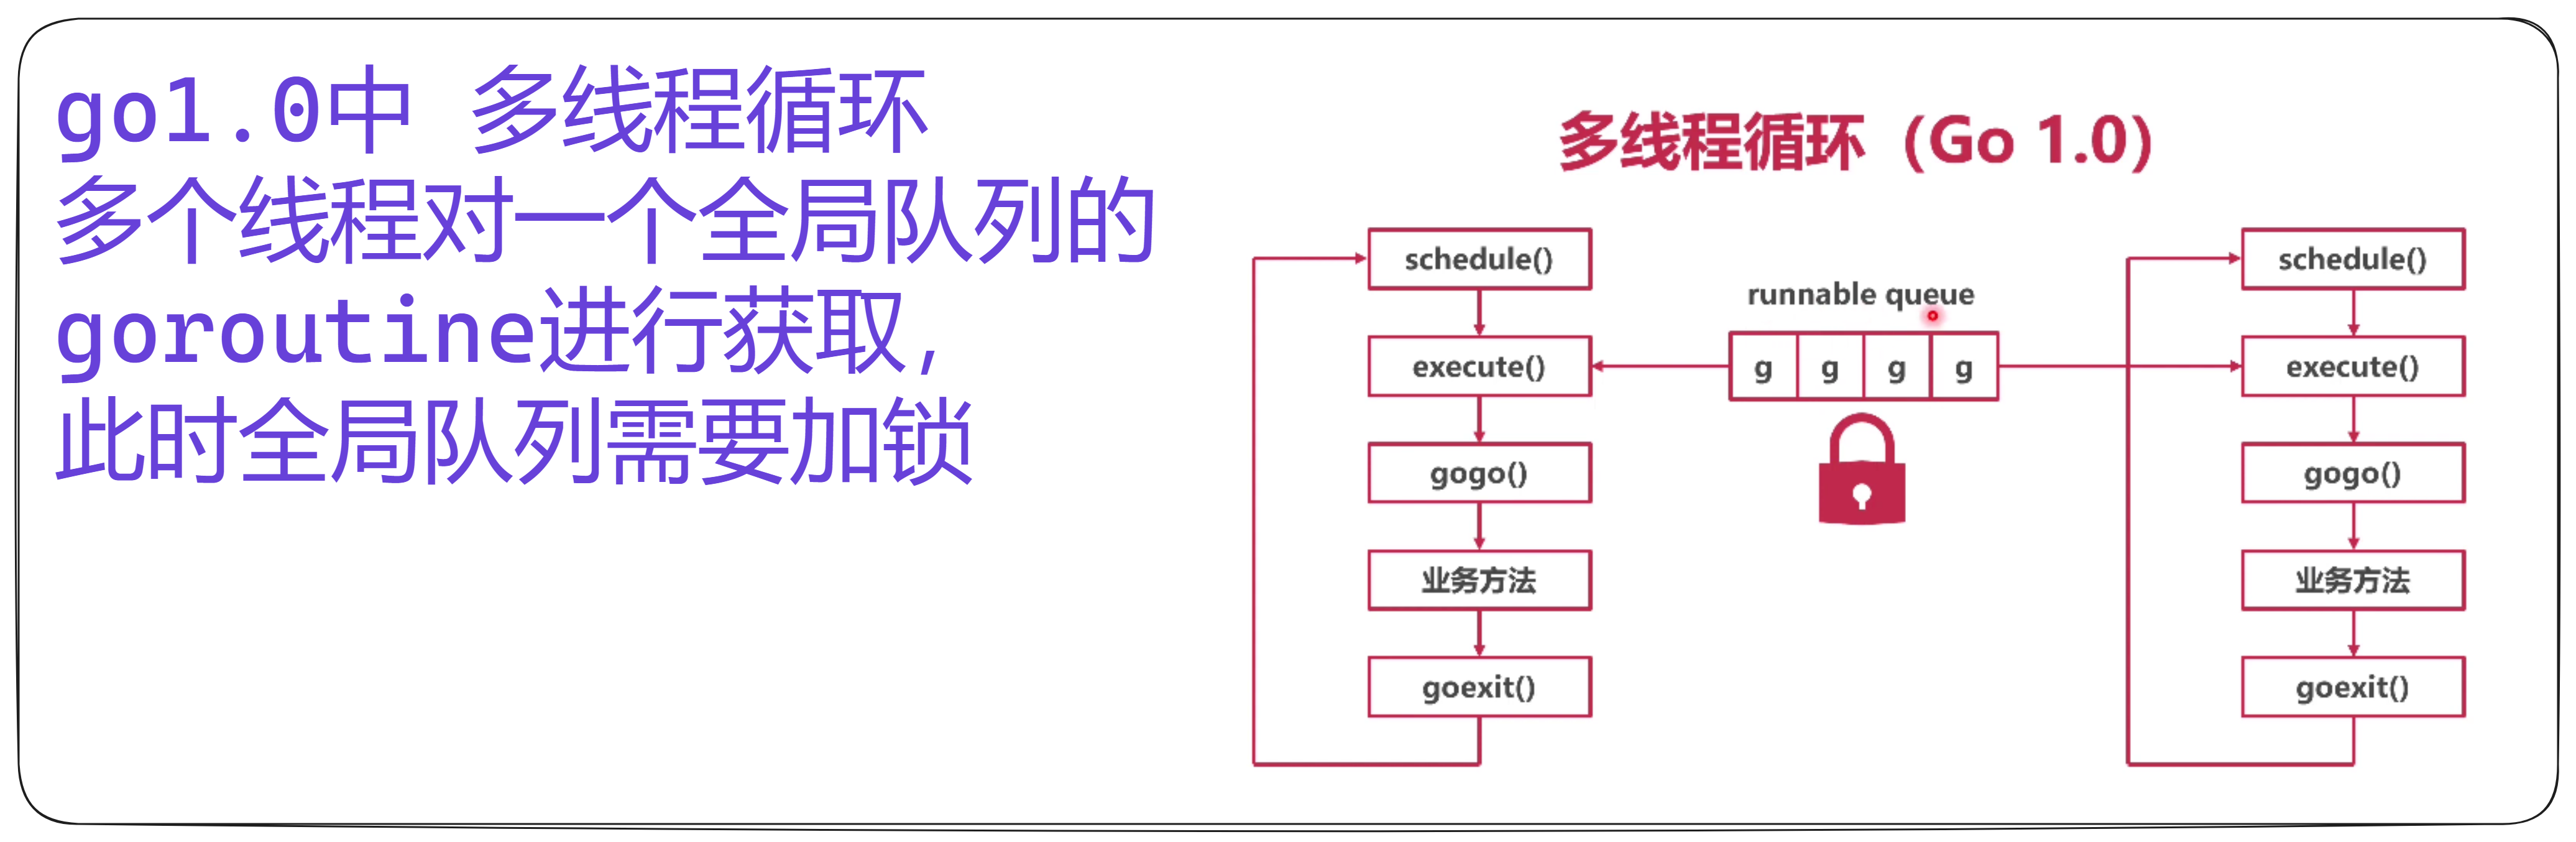 go1.0中 多线程循环
多个线程对一个全局队列的
goroutine进行获取,
此时全局队列需要加锁
多线程循环（Go 1.0）
schedule()
execute()
gogo()
业务方法
goexit()
runnable queue
g g g g
schedule()
execute()
gogo()
业务方法
goexit()